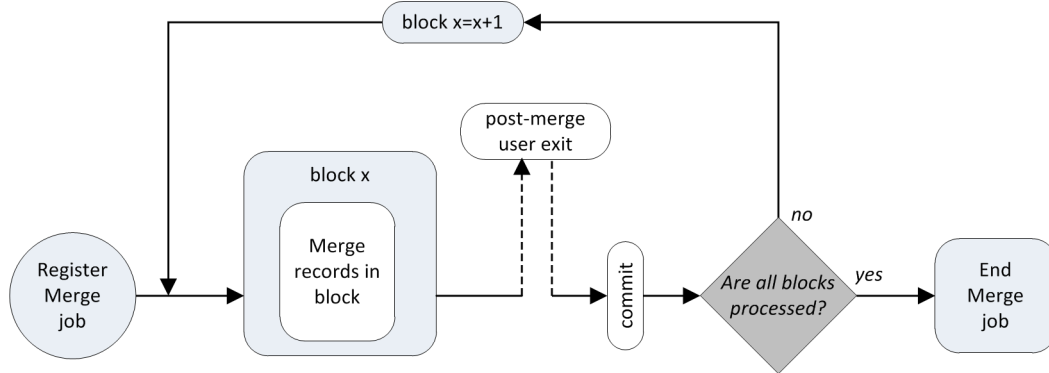 block x=x+1
post-merge
user exit
block x
Merge
records in
block
Register
Merge
job
commit
no
Are all blocks
processed?
yes
End
Merge
job